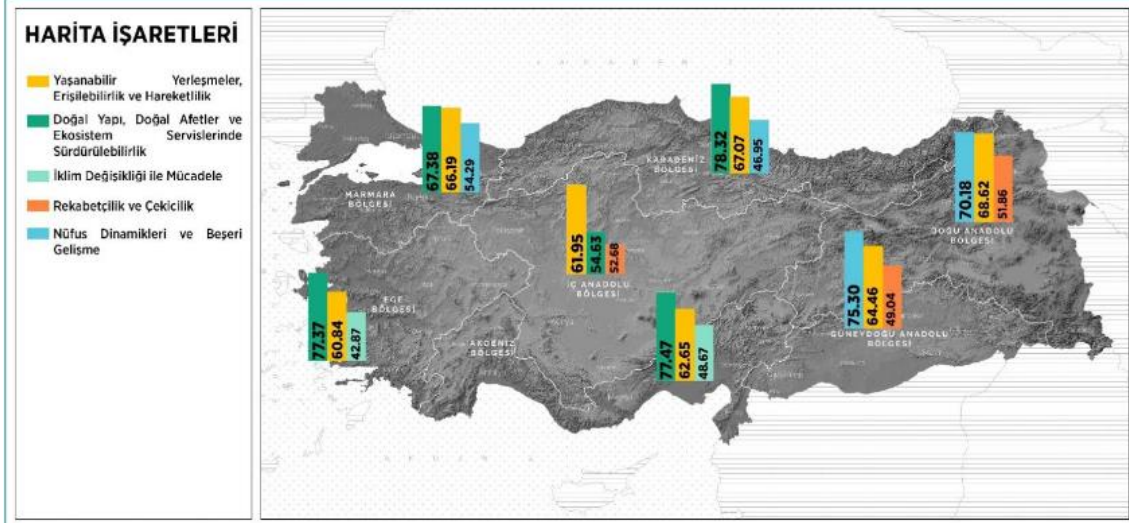 HARİTA İŞARETLERİ
Yaşanabilir Yerleşmeler,
Erişilebilirlik ve Hareketlilik
Doğal Yapı, Doğal Afetler ve
Ekosistem Servislerinde
Sürdürülebilirlik
İklim Değişikliği ile Mücadele
Rekabetçilik ve Çekicilik
Nüfus Dinamikleri ve Beşeri
Gelişme
67.38
66.19
54.29
MARMARA
BÖLGESİ
78.32
67.07
46.95
KARADENİZ
BÖLGESİ
70.18
68.62
51.86
DOĞU ANADOLU
BÖLGESİ
61.95
54.63
52.68
İÇ ANADOLU
BÖLGESİ
77.37
60.84
42.87
EGE
BÖLGESİ
AKDENİZ
BÖLGESİ
77.47
62.65
48.67
75.30
64.46
49.04
GÜNEYDOĞU ANADOLU
BÖLGESİ